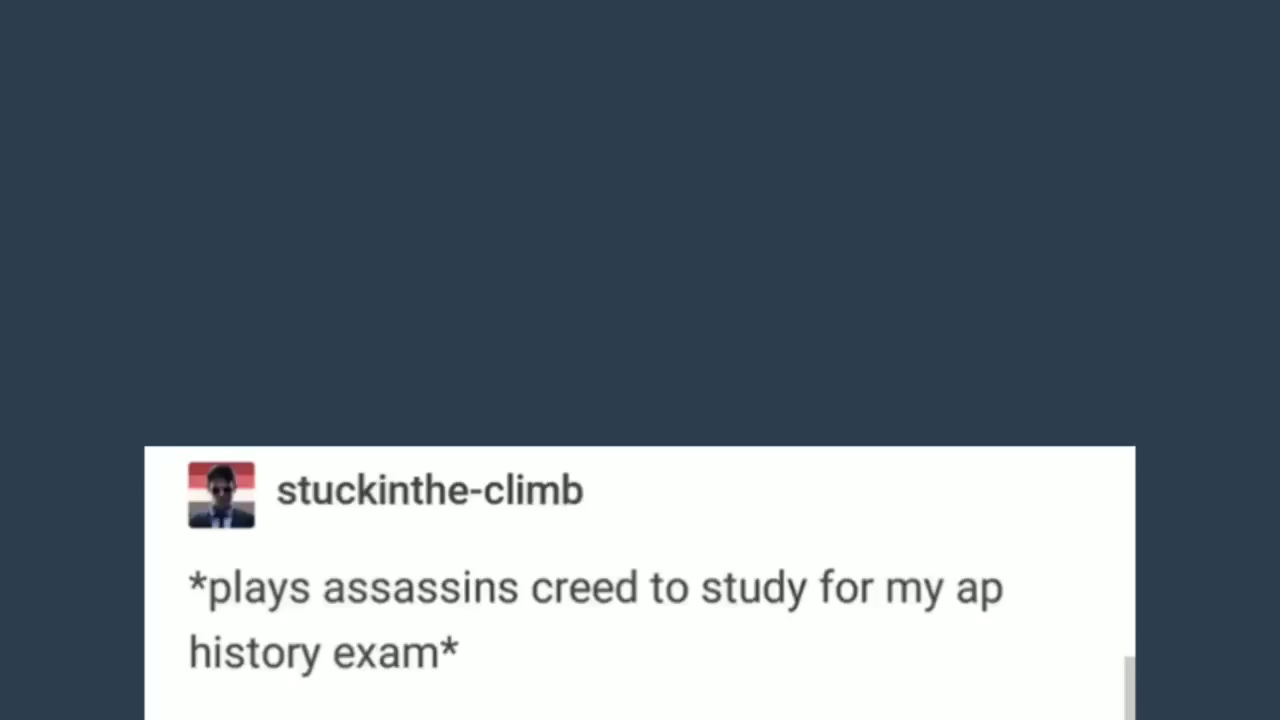 stuckinthe-climb
*plays assassins creed to study for my ap
history exam*